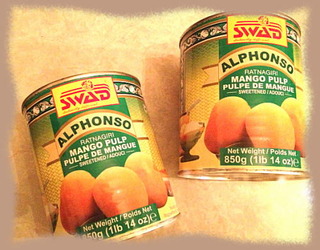 SWAD
ALPHONSO
RATNAGIRI
MANGO PULP
PULPE DE MANGUE
SWEETENED / ADOUCI
Net Weight / Poids Net
850g (1lb 14 oz) e
SWAD
ALPHONSO
RATNAGIRI
MANGO PULP
PULPE DE MANGUE
SWEETENED / ADOUCI
Net Weight / Poids Net
850g (1lb 14 oz) e